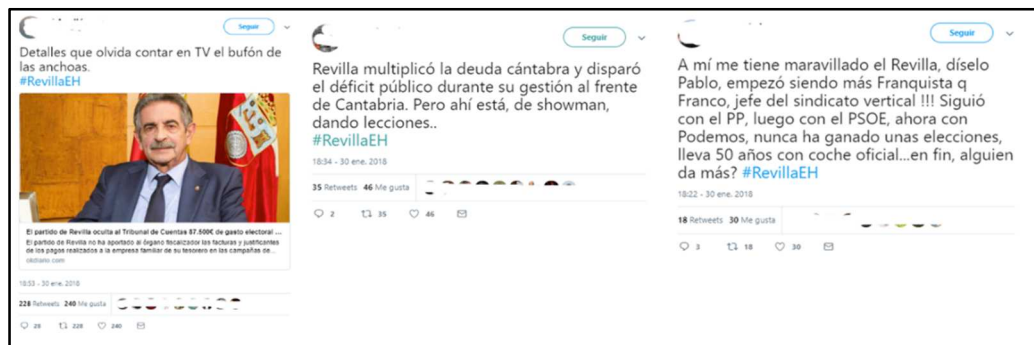 Seguir
Detalles que olvida contar en TV el bufón de
las anchoas.
#RevillaEH
El partido de Revilla oculta al Tribunal de Cuentas 87.500€ de gasto electoral ...
El partido de Revilla no ha aportado al órgano fiscalizador las facturas y justificantes
de los pagos realizados a la empresa familiar de su tesorero en las campañas de...
okdiario.com
18:53 - 30 ene. 2018
228 Retweets 240 Me gusta
28 228 240
Seguir
Revilla multiplicó la deuda cántabra y disparó
el déficit público durante su gestión al frente
de Cantabria. Pero ahí está, de showman,
dando lecciones..
#RevillaEH
18:34 - 30 ene. 2018
35 Retweets 46 Me gusta
2 35 46
Seguir
A mí me tiene maravillado el Revilla, díselo
Pablo, empezó siendo más Franquista q
Franco, jefe del sindicato vertical !!! Siguió
con el PP, luego con el PSOE, ahora con
Podemos, nunca ha ganado unas elecciones,
lleva 50 años con coche oficial...en fin, alguien
da más? #RevillaEH
18:22 - 30 ene. 2018
18 Retweets 30 Me gusta
3 18 30